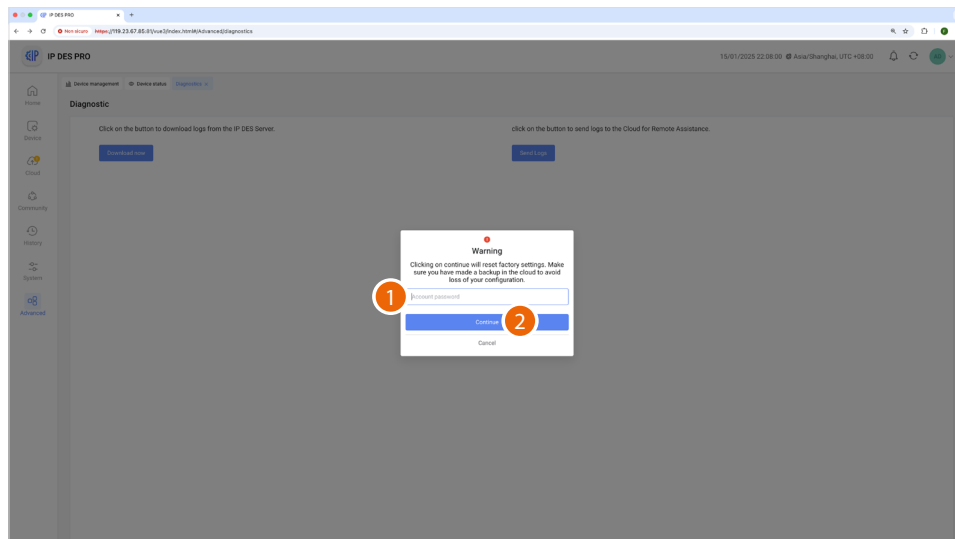 IP DES PRO
Non sicuro https://119.23.67.85:81/vue3/index.html#/Advanced/diagnostics
IP DES PRO
15/01/2025 22:08:00 Asia/Shanghai, UTC +08:00
Device management Device status Diagnostics
Home
Diagnostic
Click on the button to download logs from the IP DES Server.
click on the button to send logs to the Cloud for Remote Assistance.
Device
Download now
Send Logs
Cloud
Community
History
System
Advanced
Warning
Clicking on continue will reset factory settings. Make
sure you have made a backup in the cloud to avoid
loss of your configuration.
1
Account password
Continue
2
Cancel